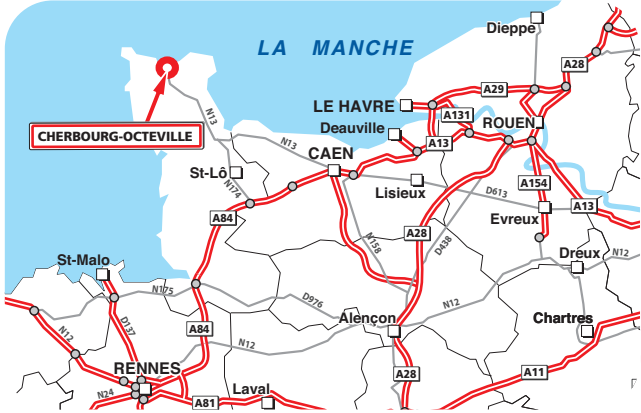 Dieppe
LA MANCHE
A28
A29
LE HAVRE
A131
ROUEN
N13
CHERBOURG-OCTEVILLE
Deauville
N13
A13
CAEN
St-Lô
N174
Lisieux
D613
A154
A13
A84
Evreux
A28
N158
D438
St-Malo
Dreux
N12
N175
D976
N12
D137
A84
Alençon
Chartres
N12
N12
RENNES
A28
A11
N24
A81
Laval